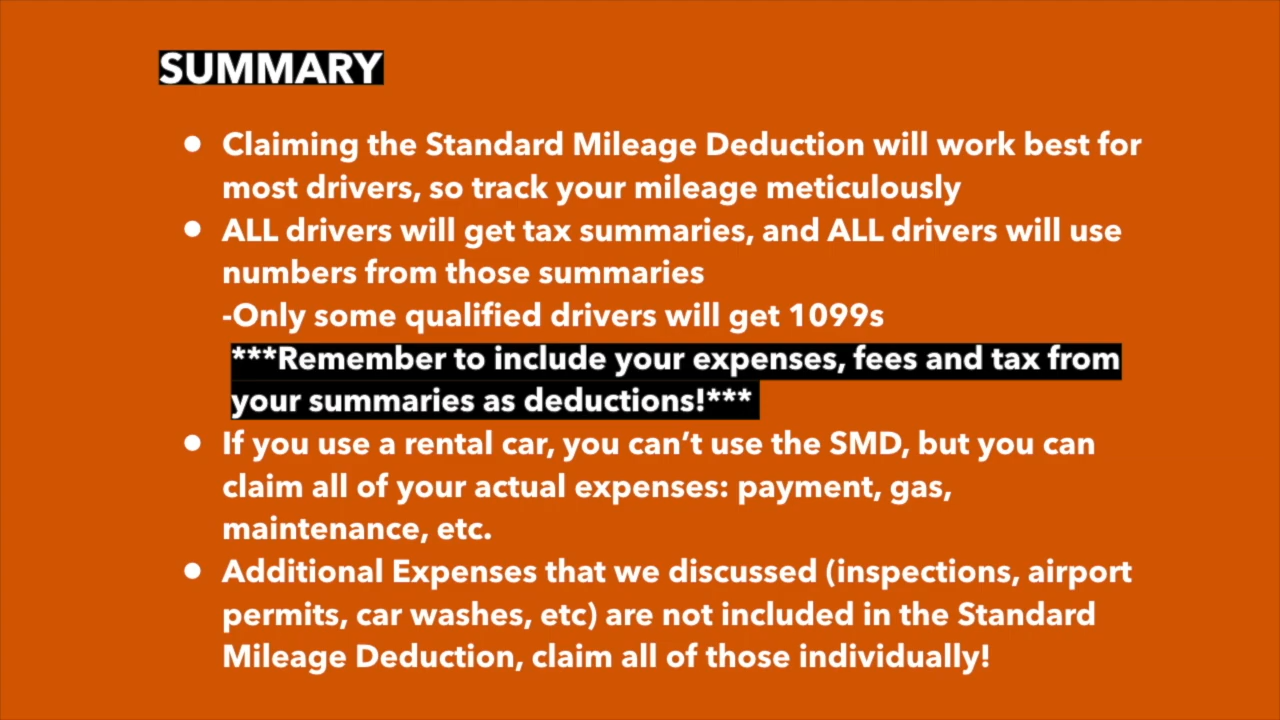 SUMMARY
• Claiming the Standard Mileage Deduction will work best for
most drivers, so track your mileage meticulously
• ALL drivers will get tax summaries, and ALL drivers will use
numbers from those summaries
-Only some qualified drivers will get 1099s
***Remember to include your expenses, fees and tax from
your summaries as deductions!***
• If you use a rental car, you can’t use the SMD, but you can
claim all of your actual expenses: payment, gas,
maintenance, etc.
• Additional Expenses that we discussed (inspections, airport
permits, car washes, etc) are not included in the Standard
Mileage Deduction, claim all of those individually!